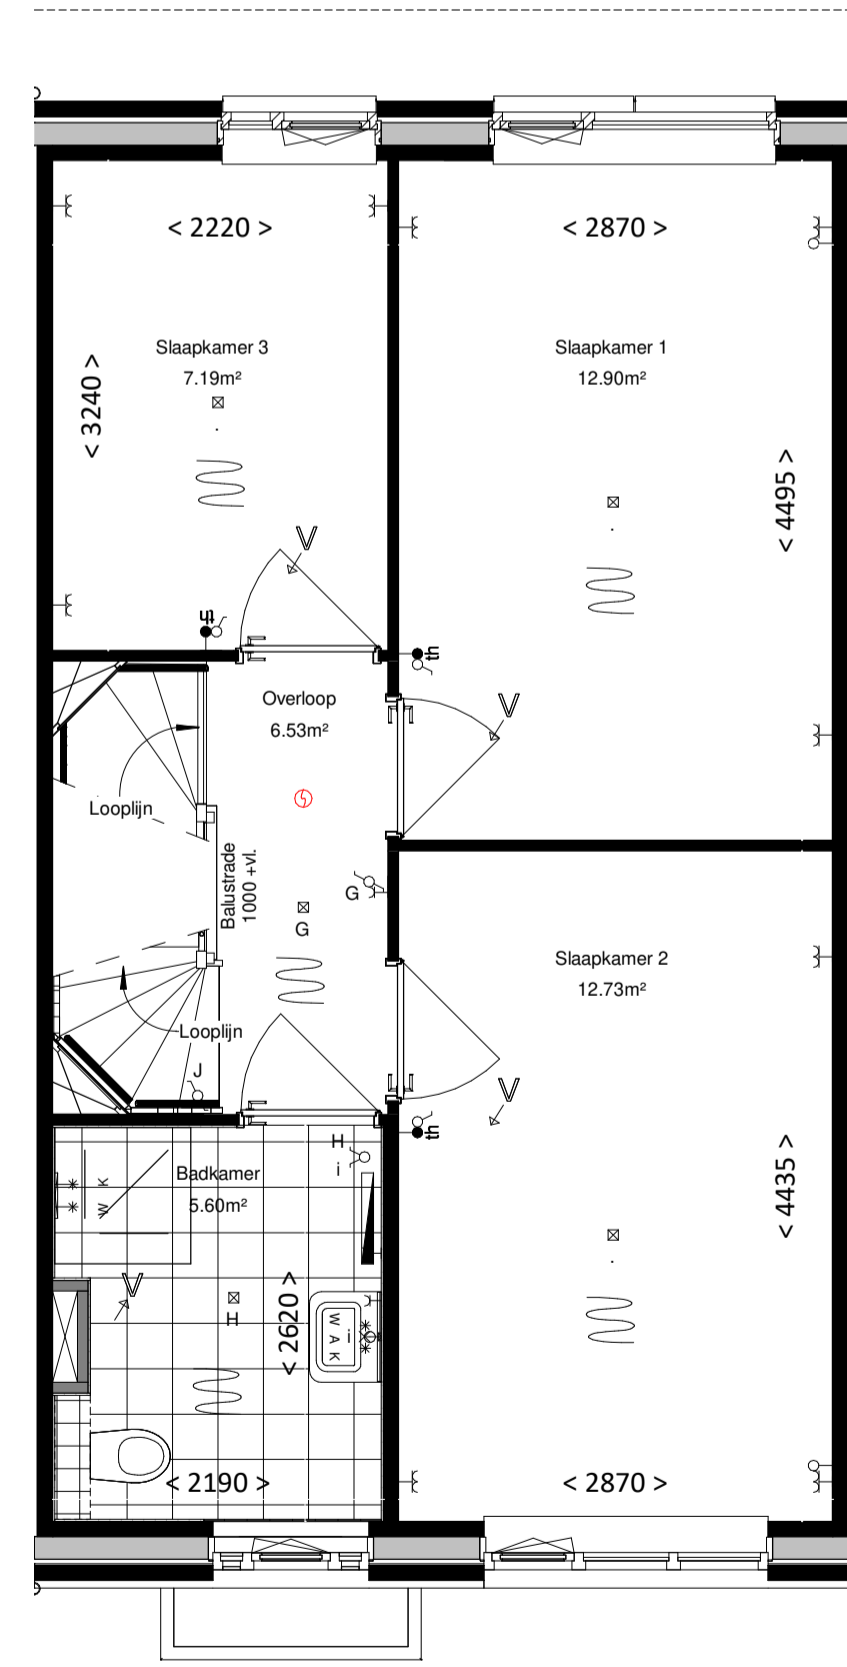 < 2220 >
< 2870 >
Slaapkamer 3
7.19m²
Slaapkamer 1
12.90m²
< 3240 >
< 4495 >
V
th
th
Overloop
6.53m²
V
Looplijn
Balustrade
1000 +vl.
G
G
Slaapkamer 2
12.73m²
Looplijn
J
V
th
H
i
Badkamer
5.60m²
W K
< 4435 >
V
H
< 2620 >
i
W A K
< 2190 >
< 2870 >